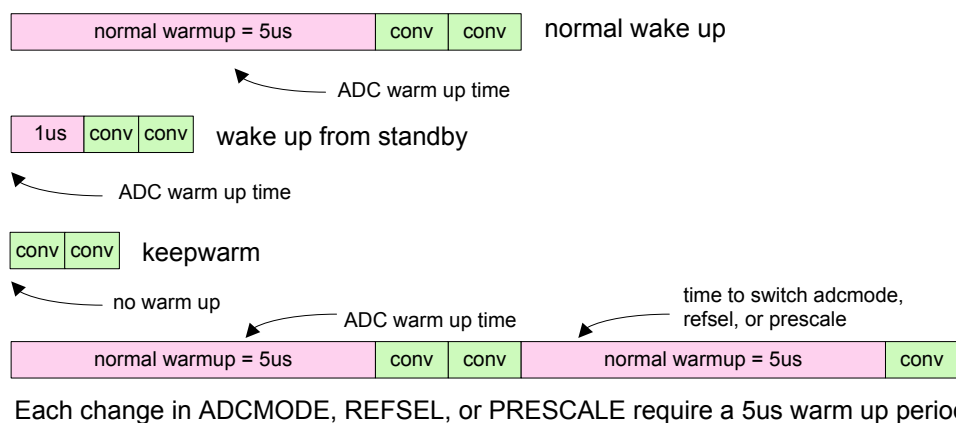 normal warmup = 5us conv conv normal wake up
ADC warm up time
1us conv conv wake up from standby
ADC warm up time
conv conv keepwarm
no warm up
ADC warm up time
time to switch adcmode,
refsel, or prescale
normal warmup = 5us conv conv normal warmup = 5us conv
Each change in ADCMODE, REFSEL, or PRESCALE require a 5us warm up perio